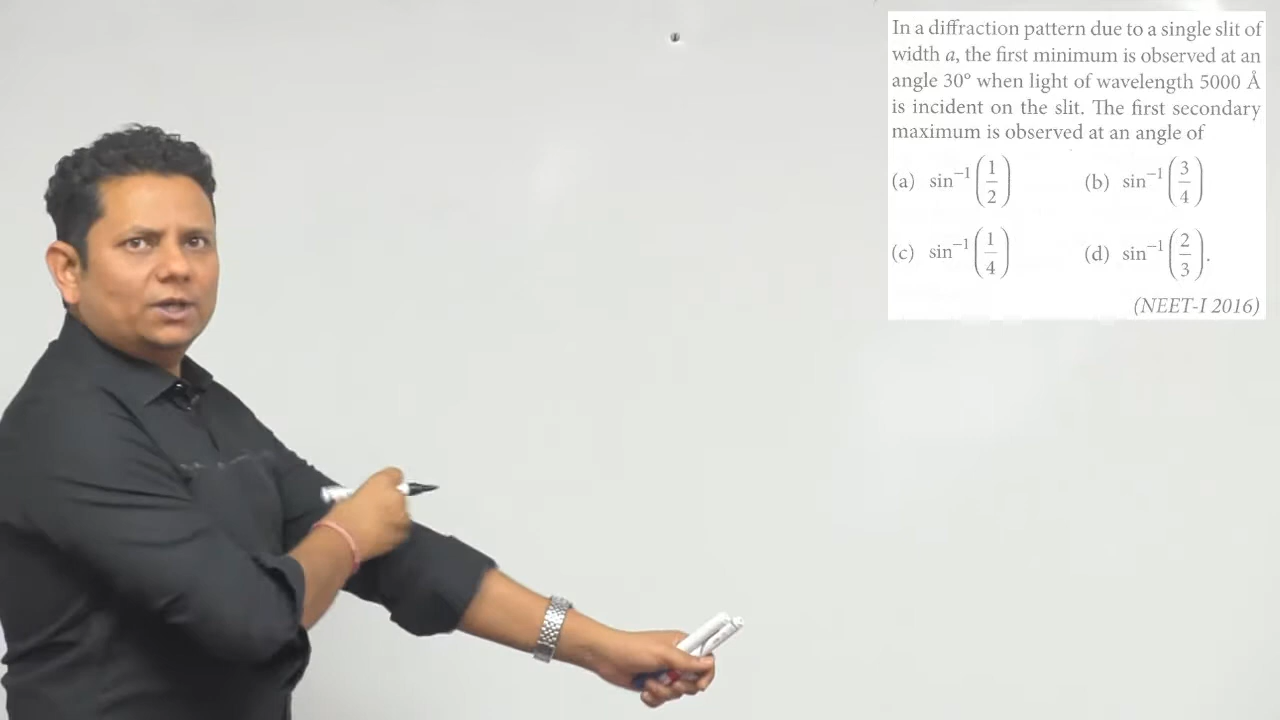 In a diffraction pattern due to a single slit of
width a, the first minimum is observed at an
angle 30° when light of wavelength 5000 Å
is incident on the slit. The first secondary
maximum is observed at an angle of
(a) sin⁻¹(1/2) (b) sin⁻¹(3/4)
(c) sin⁻¹(1/4) (d) sin⁻¹(2/3).
(NEET-I 2016)